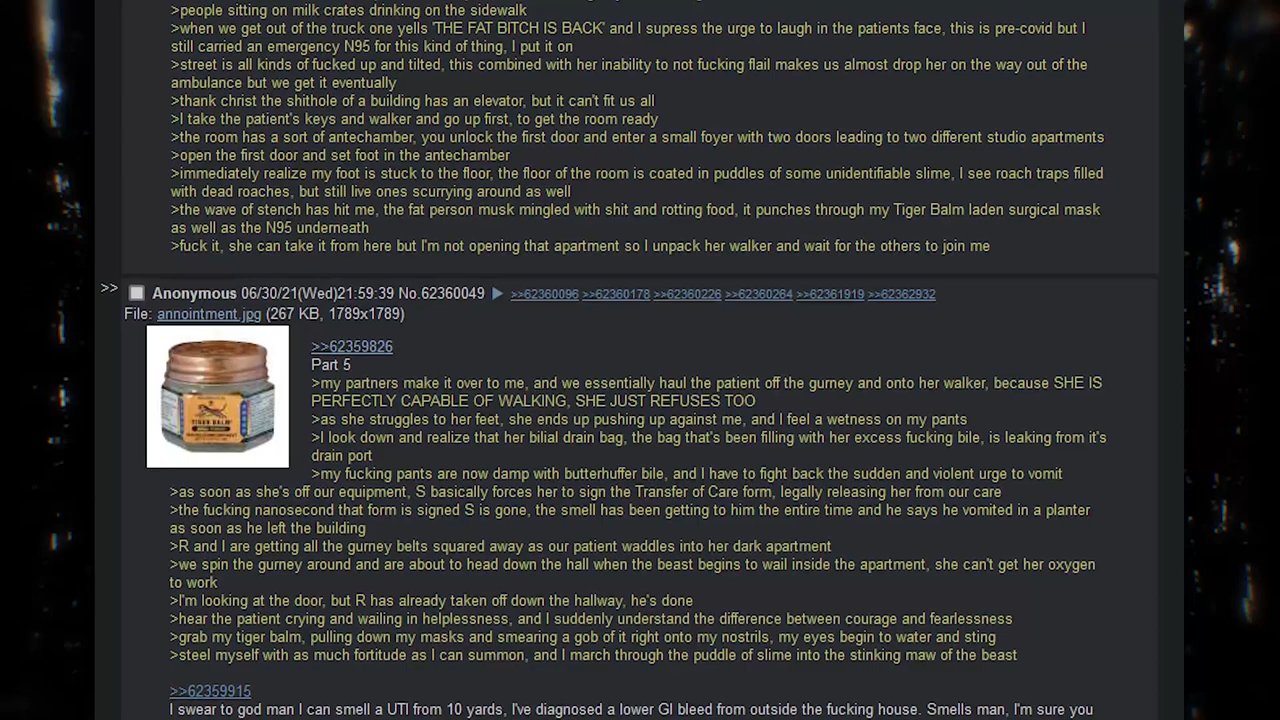 >people sitting on milk crates drinking on the sidewalk
>when we get out of the truck one yells 'THE FAT BITCH IS BACK' and I supress the urge to laugh in the patients face, this is pre-covid but I
still carried an emergency N95 for this kind of thing, I put it on
>street is all kinds of fucked up and tilted, this combined with her inability to not fucking flail makes us almost drop her on the way out of the
ambulance but we get it eventually
>thank christ the shithole of a building has an elevator, but it can't fit us all
>I take the patient's keys and walker and go up first, to get the room ready
>the room has a sort of antechamber, you unlock the first door and enter a small foyer with two doors leading to two different studio apartments
>open the first door and set foot in the antechamber
>immediately realize my foot is stuck to the floor, the floor of the room is coated in puddles of some unidentifiable slime, I see roach traps filled
with dead roaches, but still live ones scurrying around as well
>the wave of stench has hit me, the fat person musk mingled with shit and rotting food, it punches through my Tiger Balm laden surgical mask
as well as the N95 underneath
>fuck it, she can take it from here but I'm not opening that apartment so I unpack her walker and wait for the others to join me
>> Anonymous 06/30/21(Wed)21:59:39 No.62360049 ▶ >>62360096 >>62360178 >>62360226 >>62360264 >>62361919 >>62362932
File: annointment.jpg (267 KB, 1789x1789)
TIGER BALM
>>62359826
Part 5
>my partners make it over to me, and we essentially haul the patient off the gurney and onto her walker, because SHE IS
PERFECTLY CAPABLE OF WALKING, SHE JUST REFUSES TOO
>as she struggles to her feet, she ends up pushing up against me, and I feel a wetness on my pants
>I look down and realize that her bilial drain bag, the bag that's been filling with her excess fucking bile, is leaking from it's
drain port
>my fucking pants are now damp with butterhuffer bile, and I have to fight back the sudden and violent urge to vomit
>as soon as she's off our equipment, S basically forces her to sign the Transfer of Care form, legally releasing her from our care
>the fucking nanosecond that form is signed S is gone, the smell has been getting to him the entire time and he says he vomited in a planter
as soon as he left the building
>R and I are getting all the gurney belts squared away as our patient waddles into her dark apartment
>we spin the gurney around and are about to head down the hall when the beast begins to wail inside the apartment, she can't get her oxygen
to work
>I'm looking at the door, but R has already taken off down the hallway, he's done
>hear the patient crying and wailing in helplessness, and I suddenly understand the difference between courage and fearlessness
>grab my tiger balm, pulling down my masks and smearing a gob of it right onto my nostrils, my eyes begin to water and sting
>steel myself with as much fortitude as I can summon, and I march through the puddle of slime into the stinking maw of the beast
>>62359915
I swear to god man I can smell a UTI from 10 yards, I've diagnosed a lower GI bleed from outside the fucking house. Smells man, I'm sure you